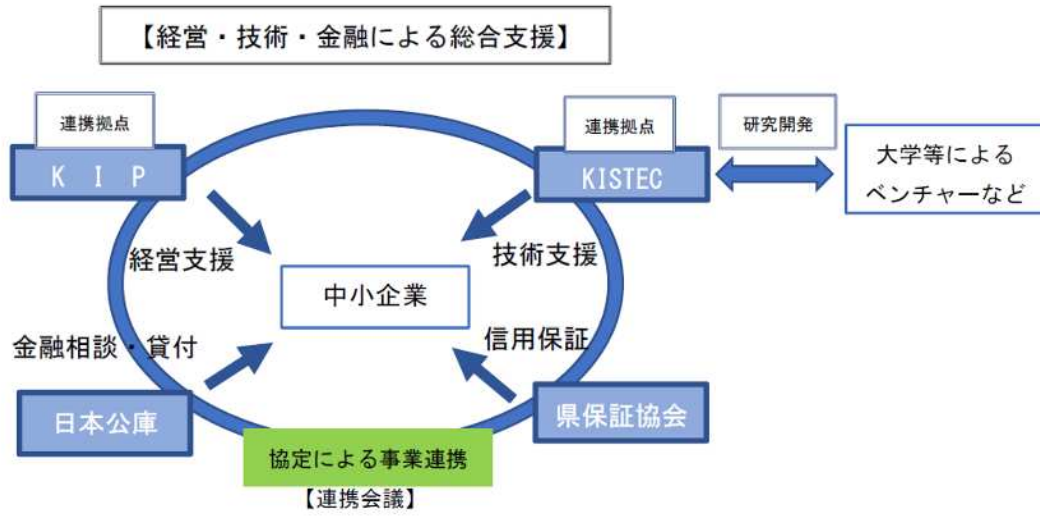 【経営・技術・金融による総合支援】
連携拠点
K I P
連携拠点
KISTEC
研究開発
大学等による
ベンチャーなど
経営支援
技術支援
中小企業
金融相談・貸付
信用保証
日本公庫
県保証協会
協定による事業連携
【連携会議】